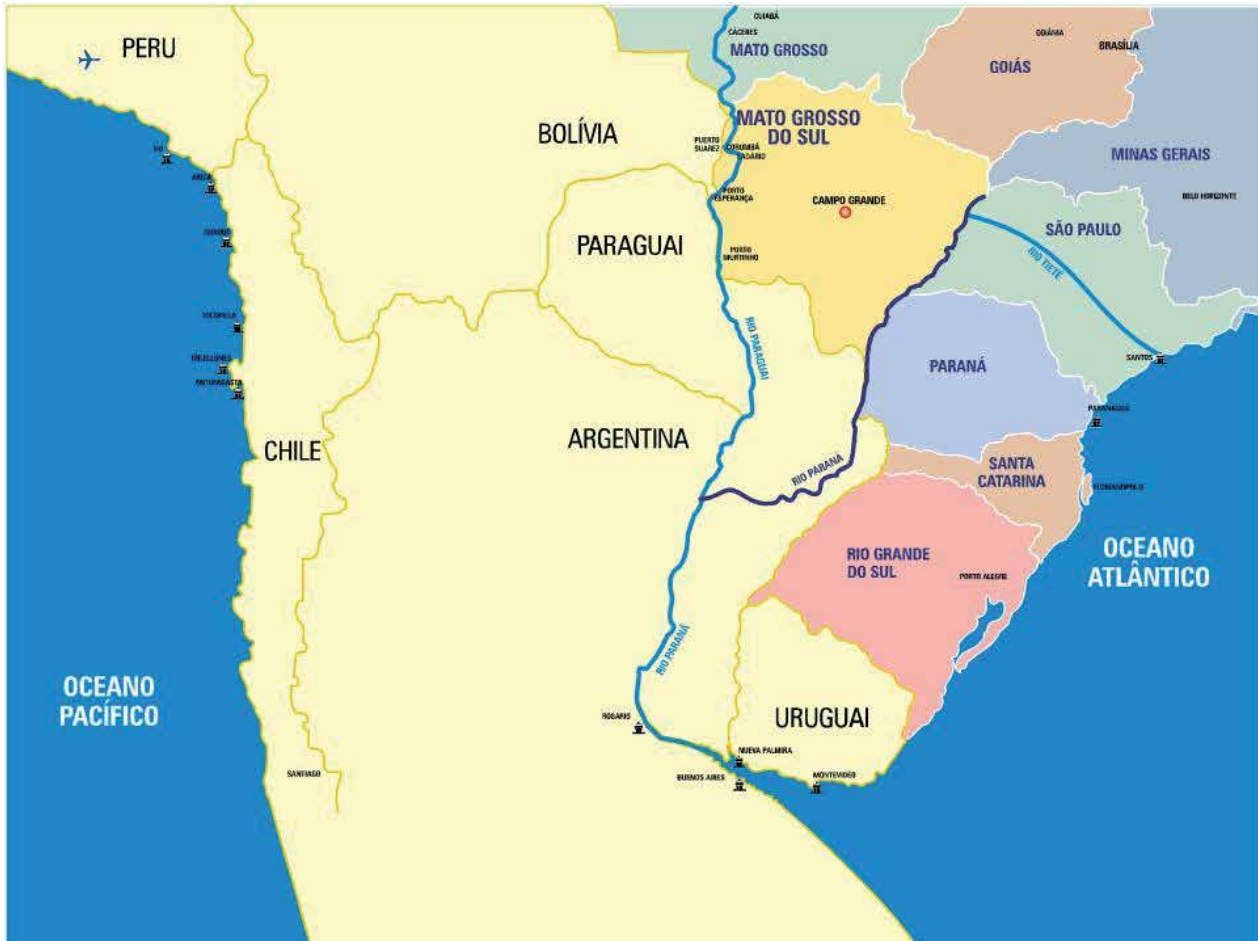 PERU
CUIABÁ
CÁCERES
MATO GROSSO
GOIÂNIA
BRASÍLIA
GOIÁS
MATO GROSSO
DO SUL
BOLÍVIA
PUERTO
SUAREZ
CORUMBÁ
LADÁRIO
MINAS GERAIS
BELO HORIZONTE
ARICA
PORTO
ESPERANÇA
CAMPO GRANDE
SÃO PAULO
PARAGUAI
PORTO
MURTINHO
RIO TIETÊ
RIO PARAGUAI
MEJILLONES
ANTOFAGASTA
PARANÁ
SANTOS
PARANAGUÁ
CHILE
ARGENTINA
RIO PARANÁ
SANTA
CATARINA
FLORIANÓPOLIS
RIO GRANDE
DO SUL
PORTO ALEGRE
OCEANO
ATLÂNTICO
RIO PARANÁ
OCEANO
PACÍFICO
ROSARIO
URUGUAI
NUEVA PALMIRA
SANTIAGO
BUENOS AIRES
MONTEVIDEO